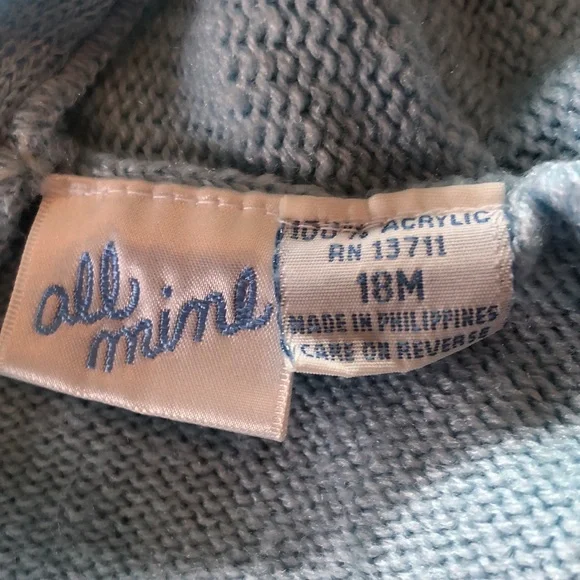 all
mine
100% ACRYLIC
RN 13711
18M
MADE IN PHILIPPINES
CARE ON REVERSE